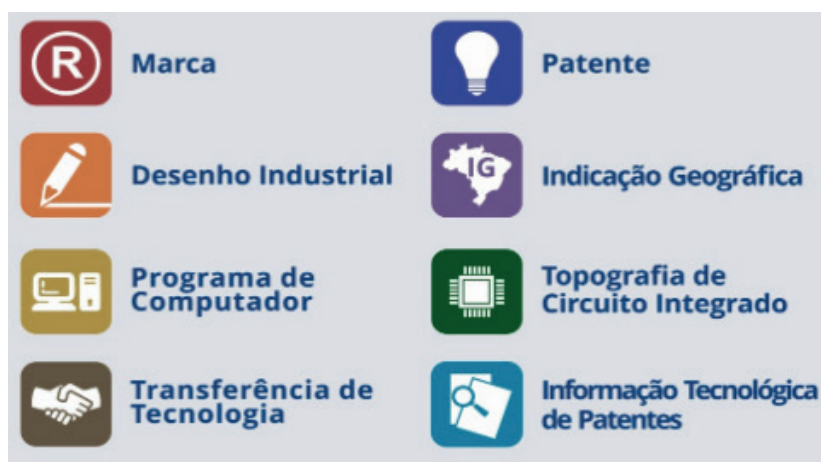 R
Marca
Patente
Desenho Industrial
IG
Indicação Geográfica
Programa de
Computador
Topografia de
Circuito Integrado
Transferência de
Tecnologia
Informação Tecnológica
de Patentes